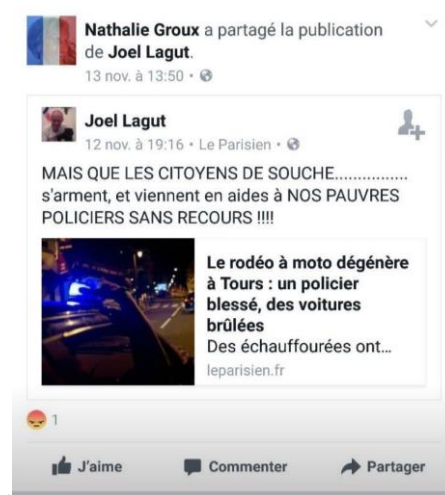 Nathalie Groux a partagé la publication
de Joel Lagut.
13 nov. à 13:50 •
Joel Lagut
12 nov. à 19:16 • Le Parisien •
MAIS QUE LES CITOYENS DE SOUCHE................
s'arment, et viennent en aides à NOS PAUVRES
POLICIERS SANS RECOURS !!!!
Le rodéo à moto dégénère
à Tours : un policier
blessé, des voitures
brûlées
Des échauffourées ont...
leparisien.fr
1
J'aime
Commenter
Partager